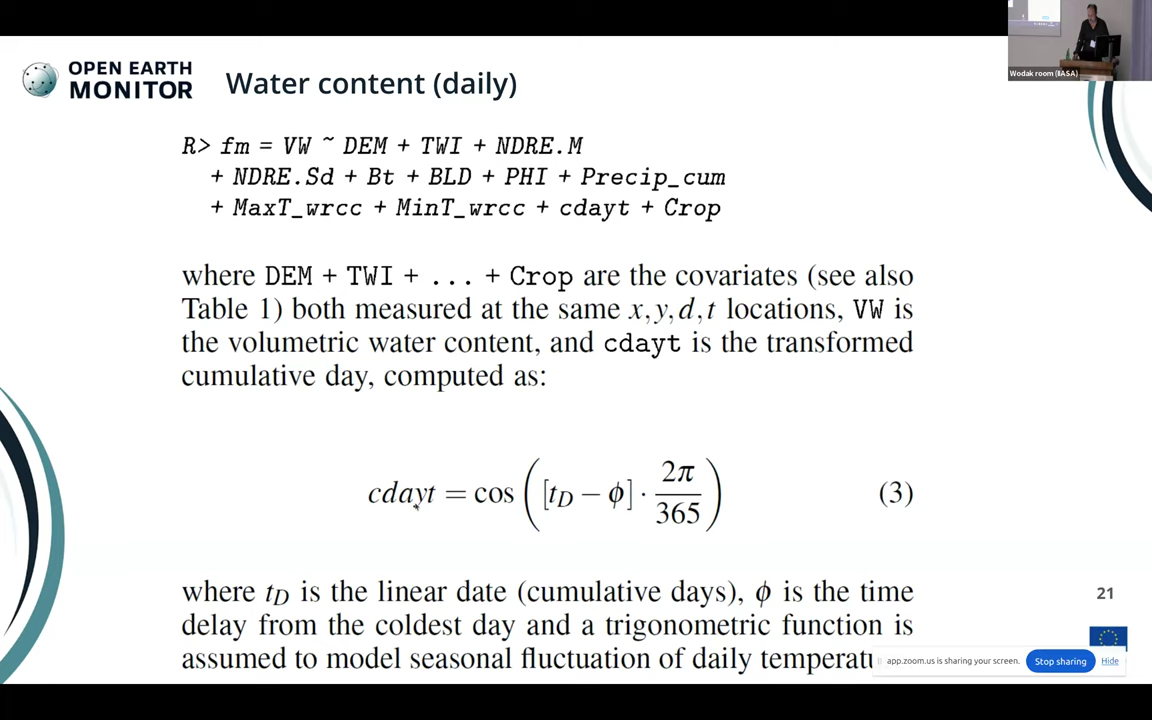 OPEN EARTH
MONITOR
Water content (daily)
Wodak room (IIASA)
R> fm = VW ~ DEM + TWI + NDRE.M
+ NDRE.Sd + Bt + BLD + PHI + Precip_cum
+ MaxT_wrcc + MinT_wrcc + cdayt + Crop
where DEM + TWI + ... + Crop are the covariates (see also
Table 1) both measured at the same x, y, d, t locations, VW is
the volumetric water content, and cdayt is the transformed
cumulative day, computed as:
cdayt = cos ( [t_D − ϕ] · 2π/365 ) (3)
where t_D is the linear date (cumulative days), ϕ is the time
delay from the coldest day and a trigonometric function is
assumed to model seasonal fluctuation of daily
21
app.zoom.us is sharing your screen.
Stop sharing
Hide